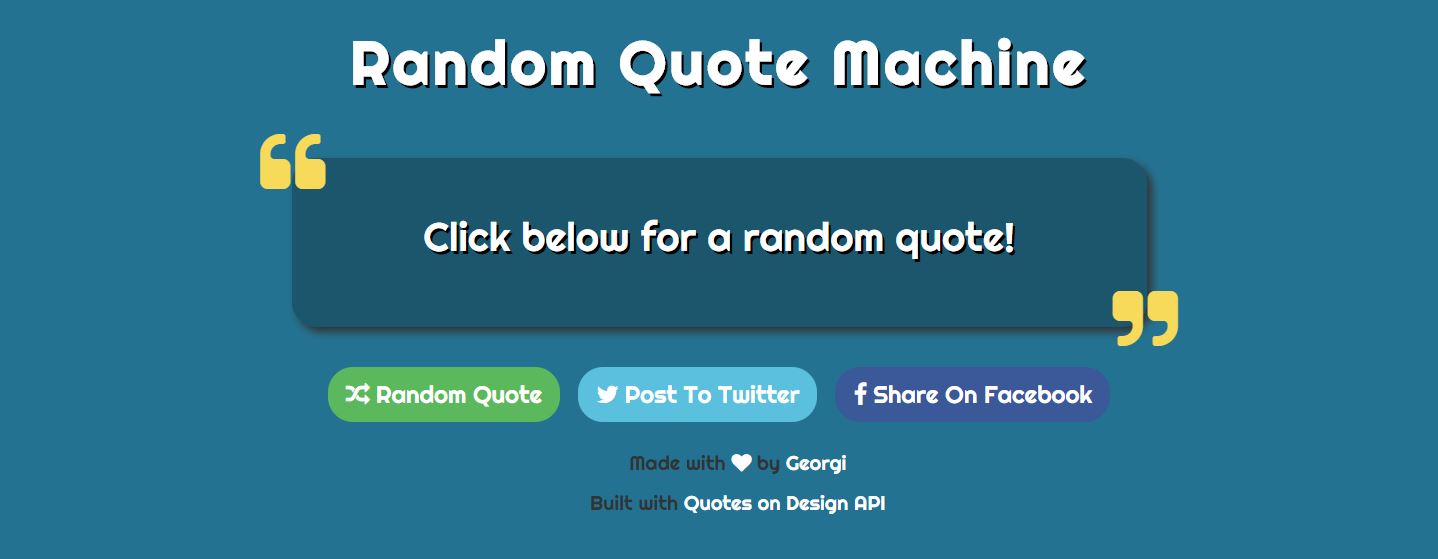 Random Quote Machine
Click below for a random quote!
Random Quote
Post To Twitter
Share On Facebook
Made with by Georgi
Built with Quotes on Design API